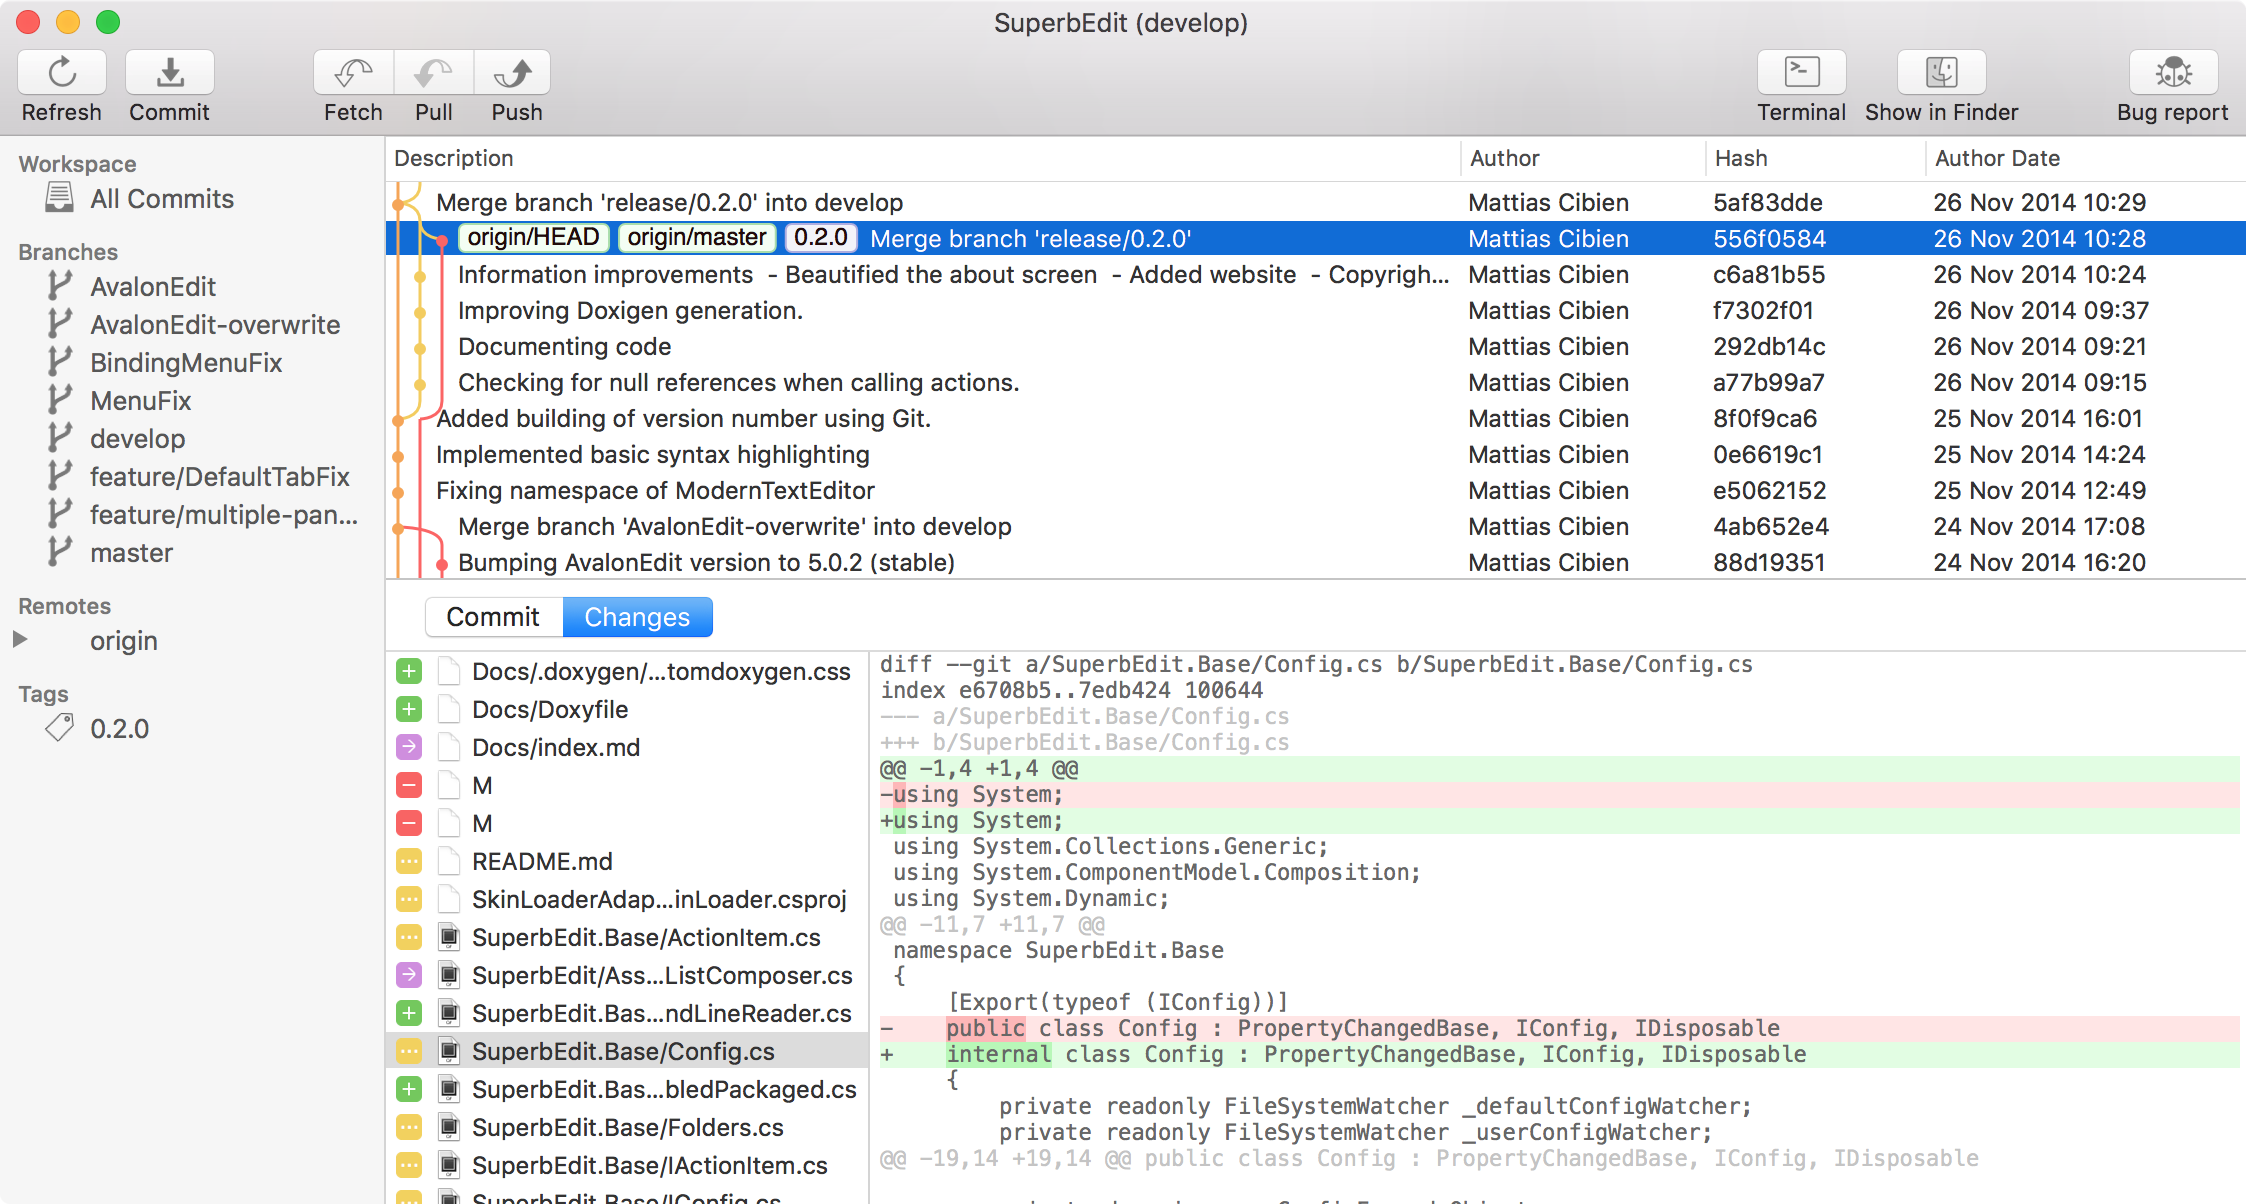 SuperbEdit (develop)
Refresh Commit Fetch Pull Push Terminal Show in Finder Bug report
Workspace
All Commits
Branches
AvalonEdit
AvalonEdit-overwrite
BindingMenuFix
MenuFix
develop
feature/DefaultTabFix
feature/multiple-pan...
master
Remotes
origin
Tags
0.2.0
Description Author Hash Author Date
Merge branch 'release/0.2.0' into develop Mattias Cibien 5af83dde 26 Nov 2014 10:29
origin/HEAD origin/master 0.2.0 Merge branch 'release/0.2.0' Mattias Cibien 556f0584 26 Nov 2014 10:28
Information improvements - Beautified the about screen - Added website - Copyrigh... Mattias Cibien c6a81b55 26 Nov 2014 10:24
Improving Doxigen generation. Mattias Cibien f7302f01 26 Nov 2014 09:37
Documenting code Mattias Cibien 292db14c 26 Nov 2014 09:21
Checking for null references when calling actions. Mattias Cibien a77b99a7 26 Nov 2014 09:15
Added building of version number using Git. Mattias Cibien 8f0f9ca6 25 Nov 2014 16:01
Implemented basic syntax highlighting Mattias Cibien 0e6619c1 25 Nov 2014 14:24
Fixing namespace of ModernTextEditor Mattias Cibien e5062152 25 Nov 2014 12:49
Merge branch 'AvalonEdit-overwrite' into develop Mattias Cibien 4ab652e4 24 Nov 2014 17:08
Bumping AvalonEdit version to 5.0.2 (stable) Mattias Cibien 88d19351 24 Nov 2014 16:20
Commit Changes
Docs/.doxygen/...tomdoxygen.css
Docs/Doxyfile
Docs/index.md
M
M
README.md
SkinLoaderAdap...inLoader.csproj
SuperbEdit.Base/ActionItem.cs
SuperbEdit/Ass...ListComposer.cs
SuperbEdit.Bas...ndLineReader.cs
SuperbEdit.Base/Config.cs
SuperbEdit.Bas...bledPackaged.cs
SuperbEdit.Base/Folders.cs
SuperbEdit.Base/IActionItem.cs
SuperbEdit.Base/IConfig.cs
diff --git a/SuperbEdit.Base/Config.cs b/SuperbEdit.Base/Config.cs
index e6708b5..7edb424 100644
--- a/SuperbEdit.Base/Config.cs
+++ b/SuperbEdit.Base/Config.cs
@@ -1,4 +1,4 @@
-using System;
+using System;
using System.Collections.Generic;
using System.ComponentModel.Composition;
using System.Dynamic;
@@ -11,7 +11,7 @@
namespace SuperbEdit.Base
{
[Export(typeof (IConfig))]
- public class Config : PropertyChangedBase, IConfig, IDisposable
+ internal class Config : PropertyChangedBase, IConfig, IDisposable
{
private readonly FileSystemWatcher _defaultConfigWatcher;
private readonly FileSystemWatcher _userConfigWatcher;
@@ -19,14 +19,14 @@ public class Config : PropertyChangedBase, IConfig, IDisposable